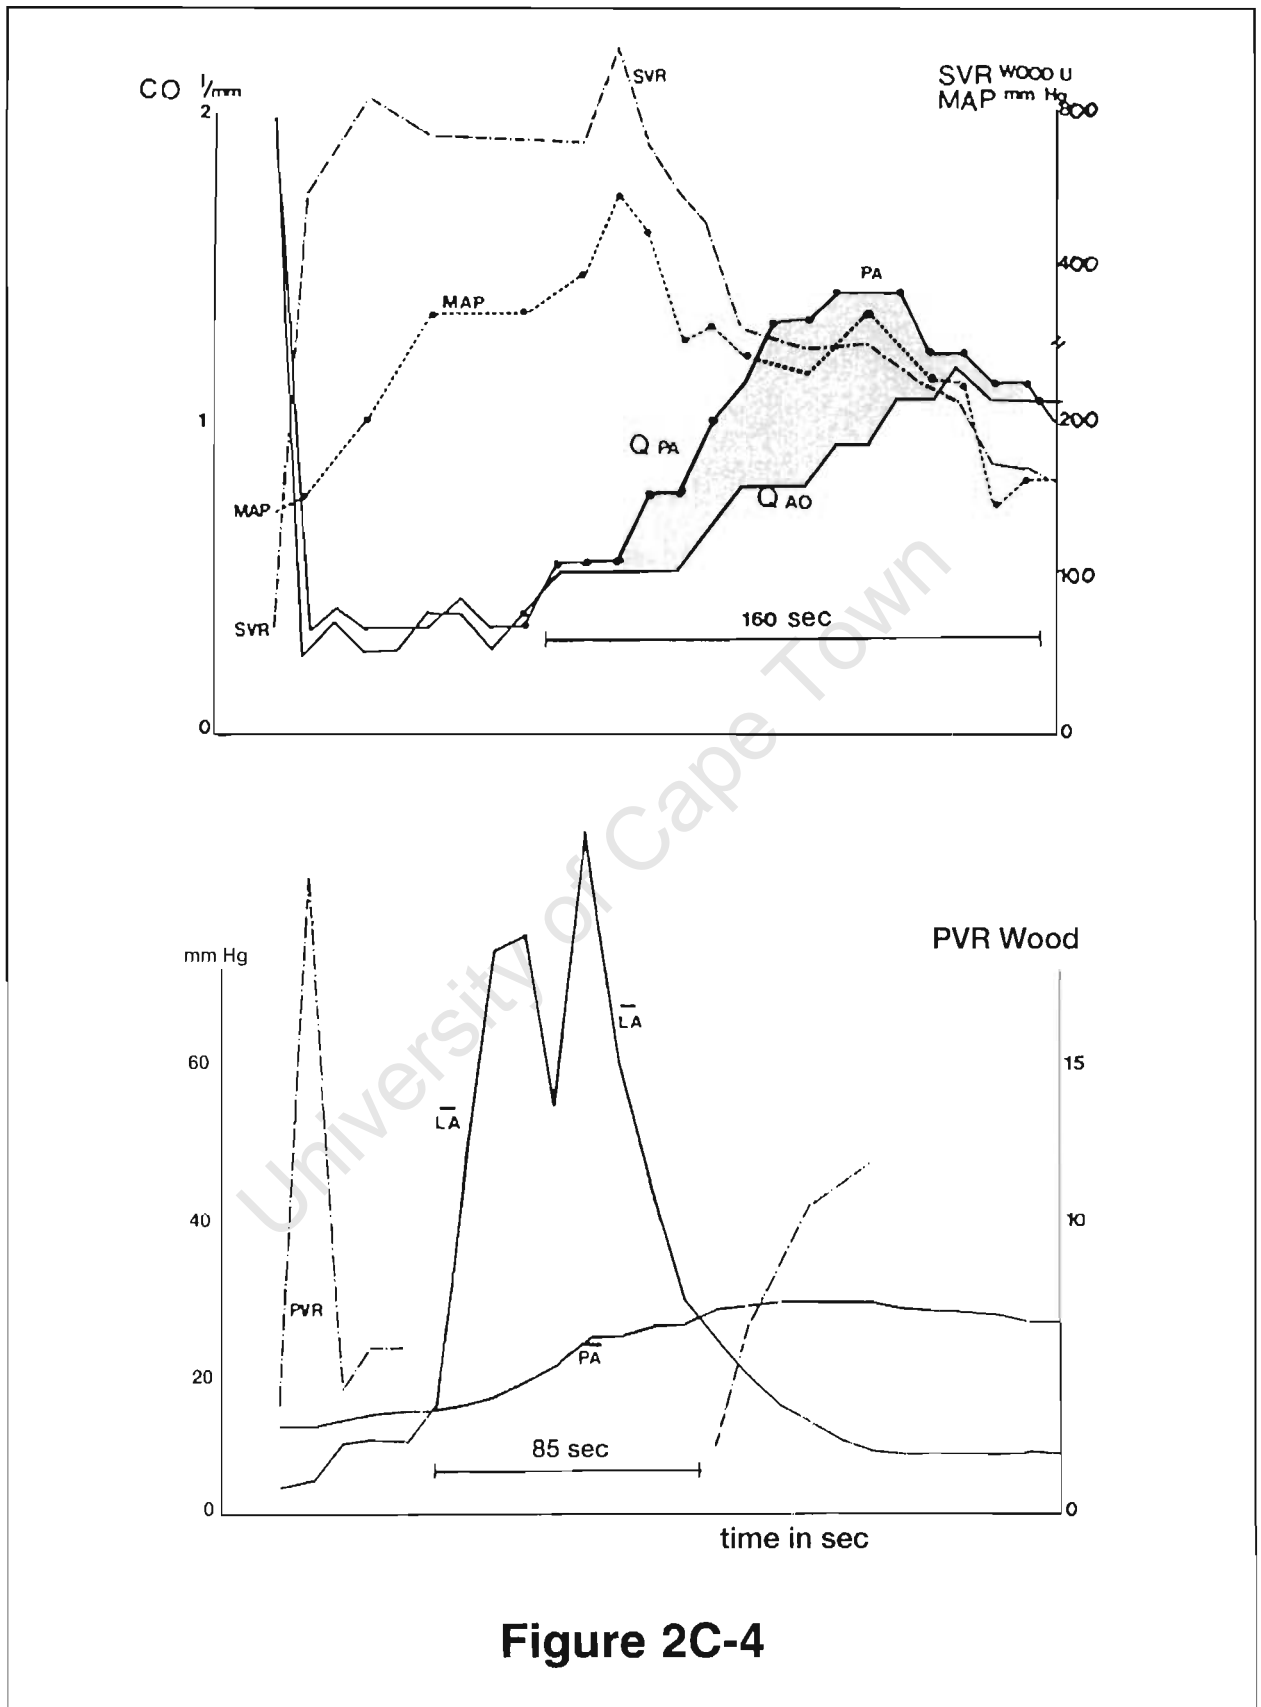 CO l/mm
SVR WOOD U
MAP mm Hg
2
800
SVR
400
PA
MAP
1
200
Q PA
MAP
Q AO
100
160 sec
SVR
0
0
University of Cape Town
mm Hg
PVR Wood
LA
60
15
LA
40
10
PVR
20
PA
85 sec
0
0
time in sec
Figure 2C-4